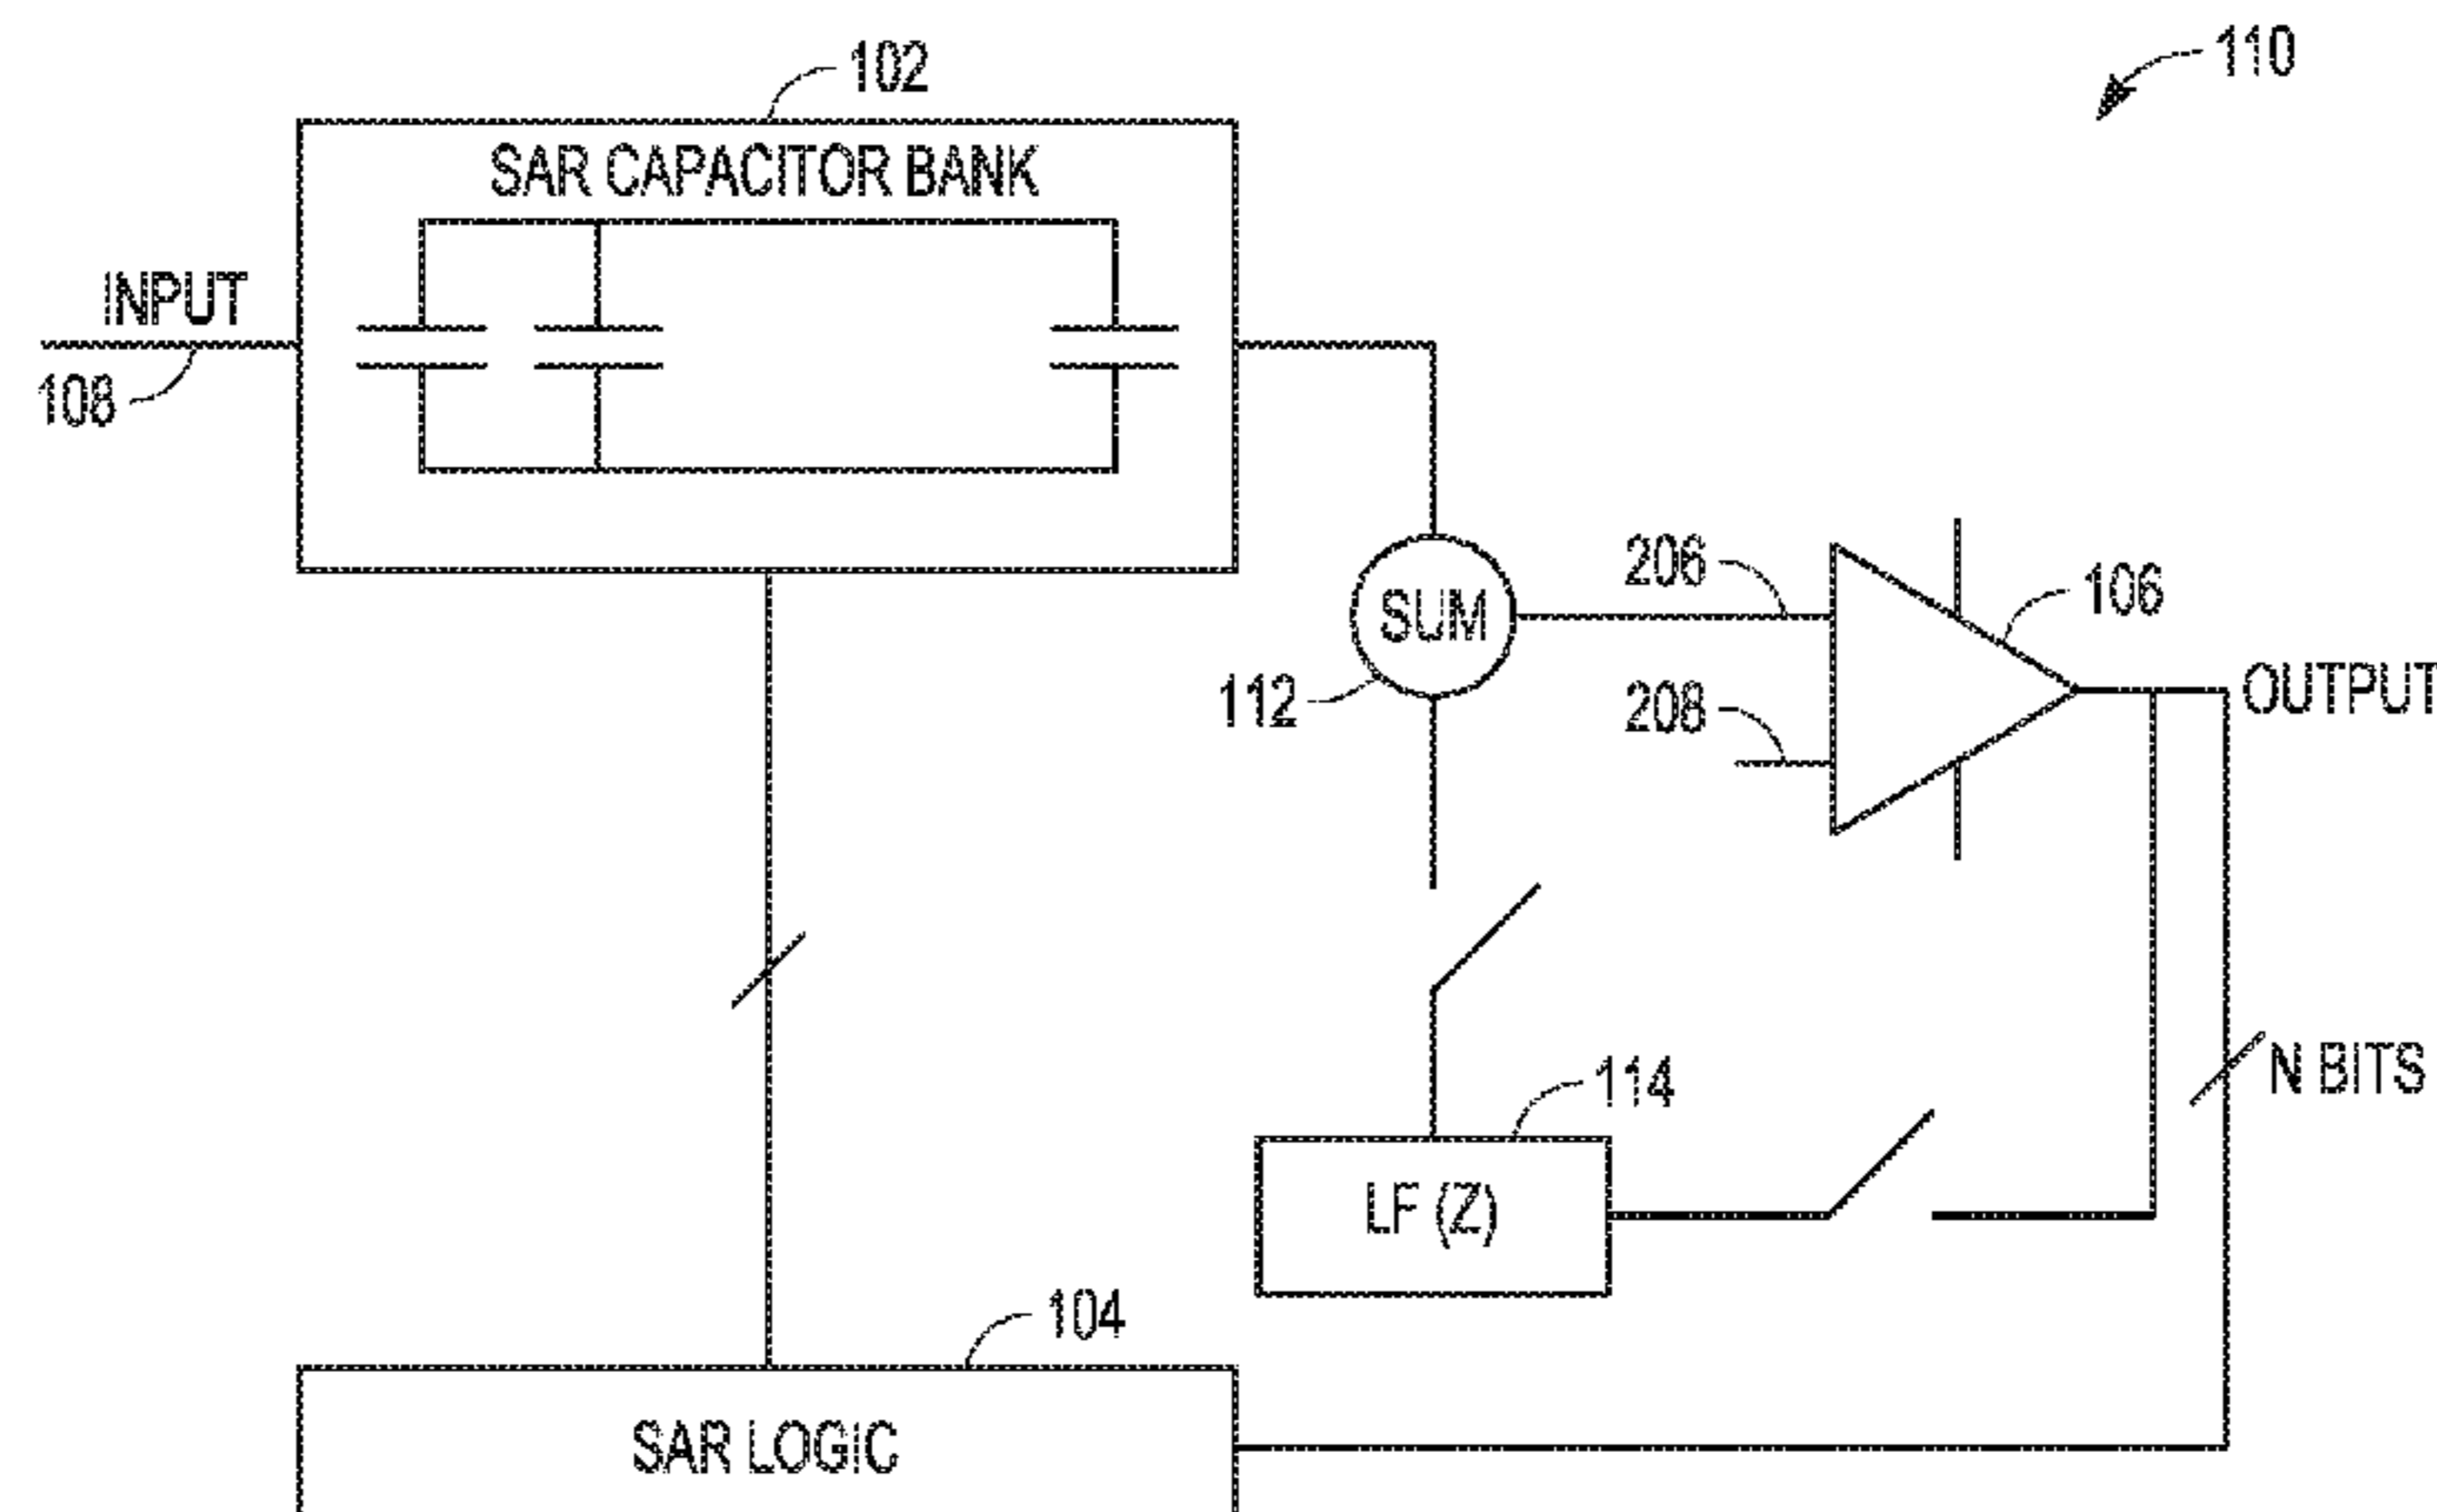 110
102
SAR CAPACITOR BANK
INPUT
108
206
106
SUM
112
208
OUTPUT
N BITS
114
LF (Z)
104
SAR LOGIC